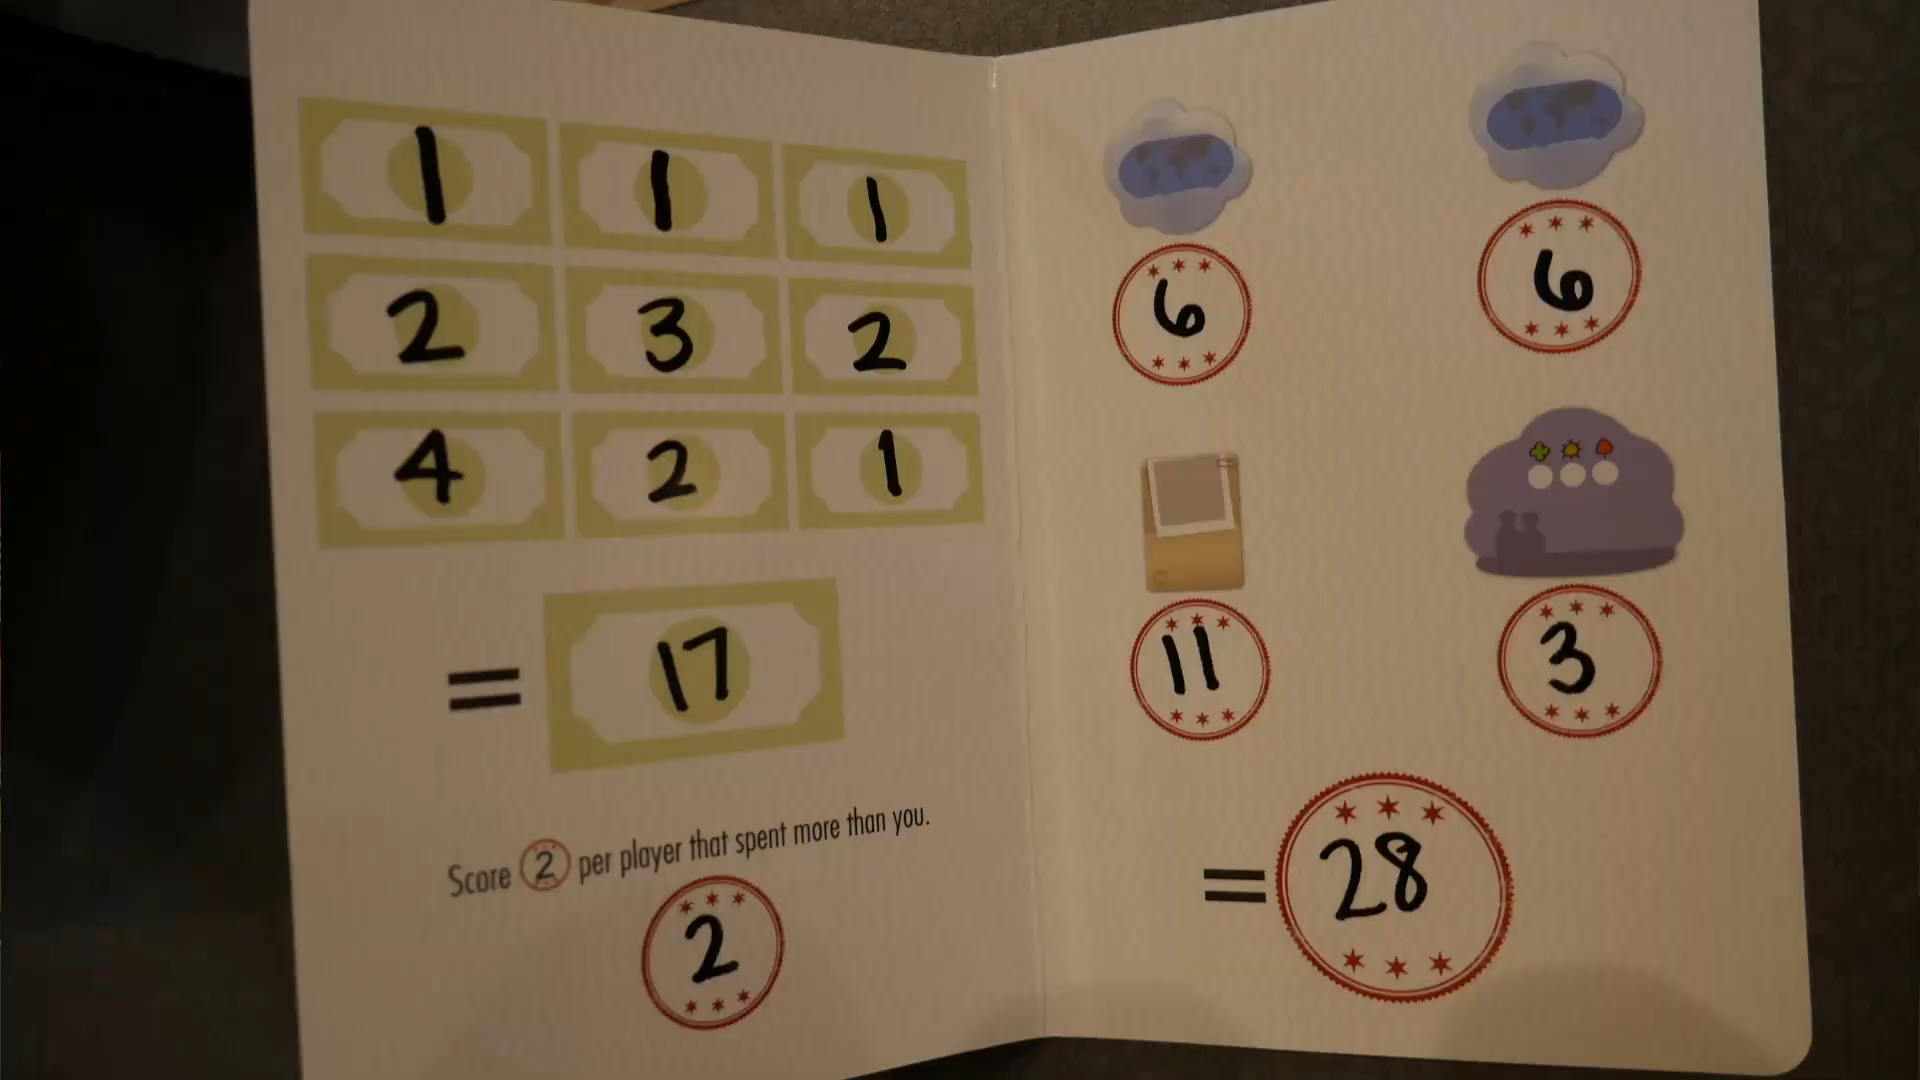 1 1 1
2 3 2
4 2 1
= 17
Score 2 per player that spent more than you.
2
6 6
11 3
= 28